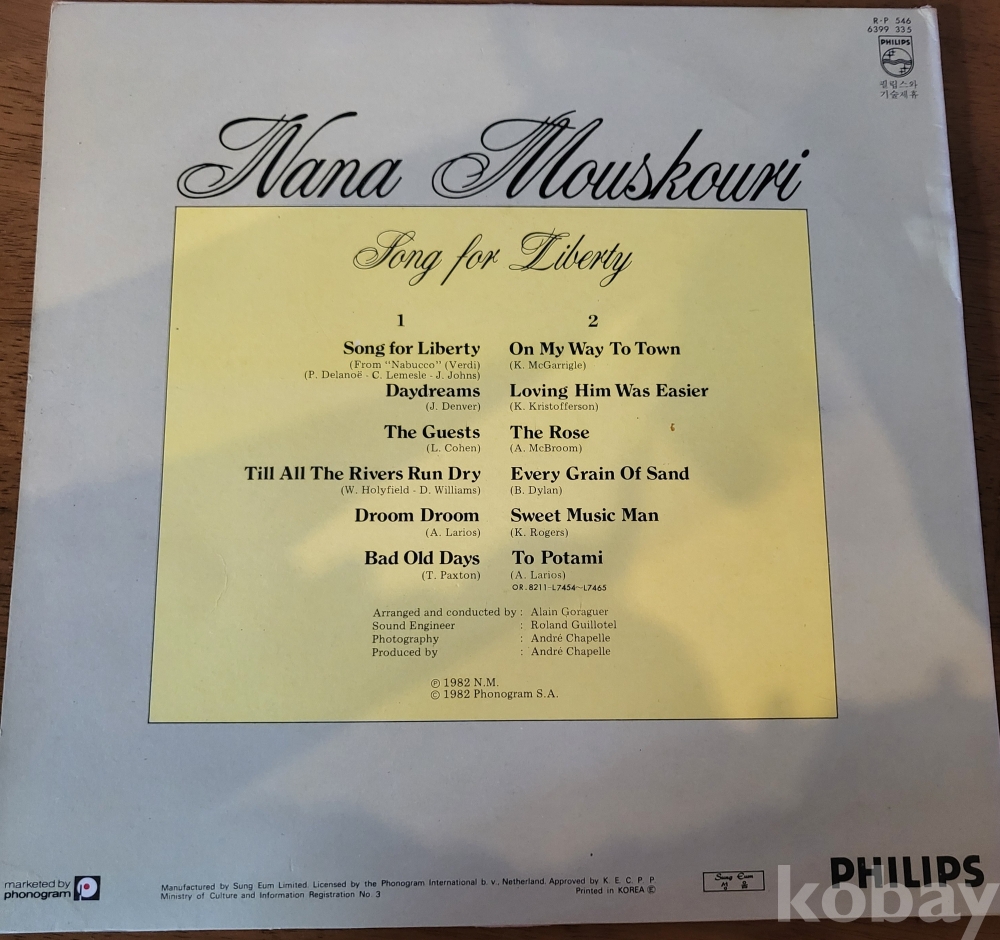 R-P 546
6399 335
PHILIPS
필립스와
기술제휴
Nana Mouskouri
Song for Liberty
1
Song for Liberty
(From "Nabucco" (Verdi)
(P. Delanoë - C. Lemesle - J. Johns)
Daydreams
(J. Denver)
The Guests
(L. Cohen)
Till All The Rivers Run Dry
(W. Holyfield - D. Williams)
Droom Droom
(A. Larios)
Bad Old Days
(T. Paxton)
2
On My Way To Town
(K. McGarrigle)
Loving Him Was Easier
(K. Kristofferson)
The Rose
(A. McBroom)
Every Grain Of Sand
(B. Dylan)
Sweet Music Man
(K. Rogers)
To Potami
(A. Larios)
OR.8211-L7454~L7465
Arranged and conducted by : Alain Goraguer
Sound Engineer : Roland Guillotel
Photography : André Chapelle
Produced by : André Chapelle
℗ 1982 N.M.
© 1982 Phonogram S.A.
marketed by
phonogram
Manufactured by Sung Eum Limited. Licensed by the Phonogram International b. v., Netherland. Approved by K. E. C. P. P
Ministry of Culture and Information Registration No. 3
Printed in KOREA Ⓔ
Sung Eum
성 음
PHILIPS
kobay